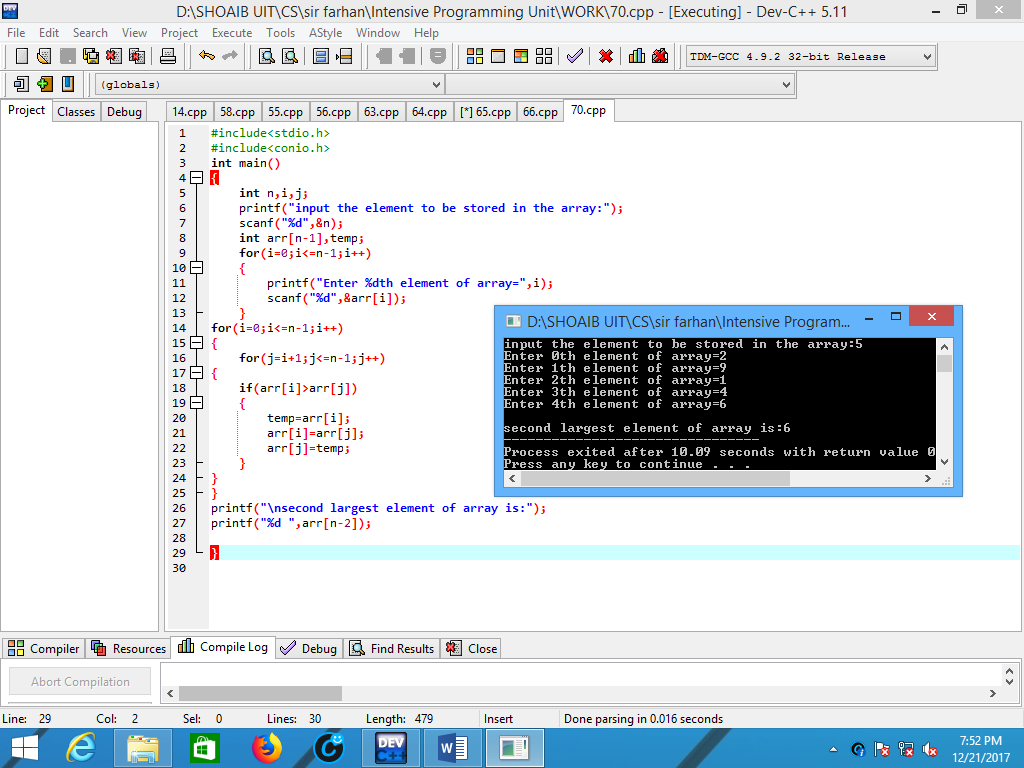 D:\SHOAIB UIT\CS\sir farhan\Intensive Programming Unit\WORK\70.cpp - [Executing] - Dev-C++ 5.11
File Edit Search View Project Execute Tools AStyle Window Help
TDM-GCC 4.9.2 32-bit Release
(globals)
Project Classes Debug
14.cpp 58.cpp 55.cpp 56.cpp 63.cpp 64.cpp [*] 65.cpp 66.cpp 70.cpp
1 #include<stdio.h>
2 #include<conio.h>
3 int main()
4 {
5 int n,i,j;
6 printf("input the element to be stored in the array:");
7 scanf("%d",&n);
8 int arr[n-1],temp;
9 for(i=0;i<=n-1;i++)
10 {
11 printf("Enter %dth element of array=",i);
12 scanf("%d",&arr[i]);
13 }
14 for(i=0;i<=n-1;i++)
15 {
16 for(j=i+1;j<=n-1;j++)
17 {
18 if(arr[i]>arr[j])
19 {
20 temp=arr[i];
21 arr[i]=arr[j];
22 arr[j]=temp;
23 }
24 }
25 }
26 printf("\nsecond largest element of array is:");
27 printf("%d ",arr[n-2]);
28
29 }
30
D:\SHOAIB UIT\CS\sir farhan\Intensive Program...
input the element to be stored in the array:5
Enter 0th element of array=2
Enter 1th element of array=9
Enter 2th element of array=1
Enter 3th element of array=4
Enter 4th element of array=6
second largest element of array is:6
--------------------------------
Process exited after 10.09 seconds with return value 0
Press any key to continue . . .
Compiler Resources Compile Log Debug Find Results Close
Abort Compilation
Line: 29 Col: 2 Sel: 0 Lines: 30 Length: 479 Insert Done parsing in 0.016 seconds
DEV C++
7:52 PM
12/21/2017